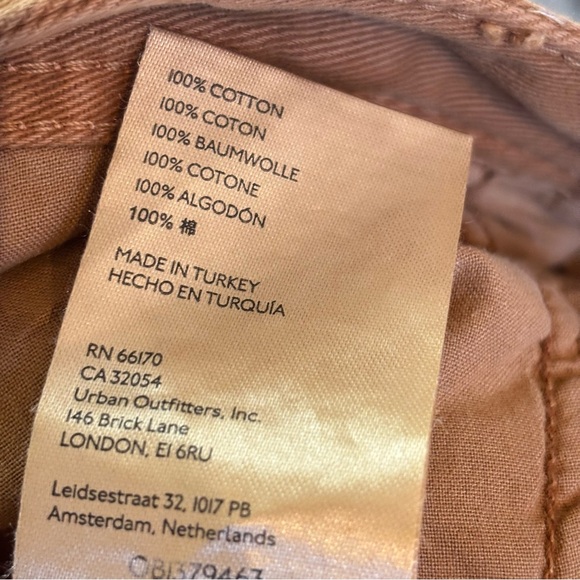 100% COTTON
100% COTON
100% BAUMWOLLE
100% COTONE
100% ALGODÓN
100% 棉
MADE IN TURKEY
HECHO EN TURQUÍA
RN 66170
CA 32054
Urban Outfitters, Inc.
146 Brick Lane
LONDON, E1 6RU
Leidsestraat 32, 1017 PB
Amsterdam, Netherlands